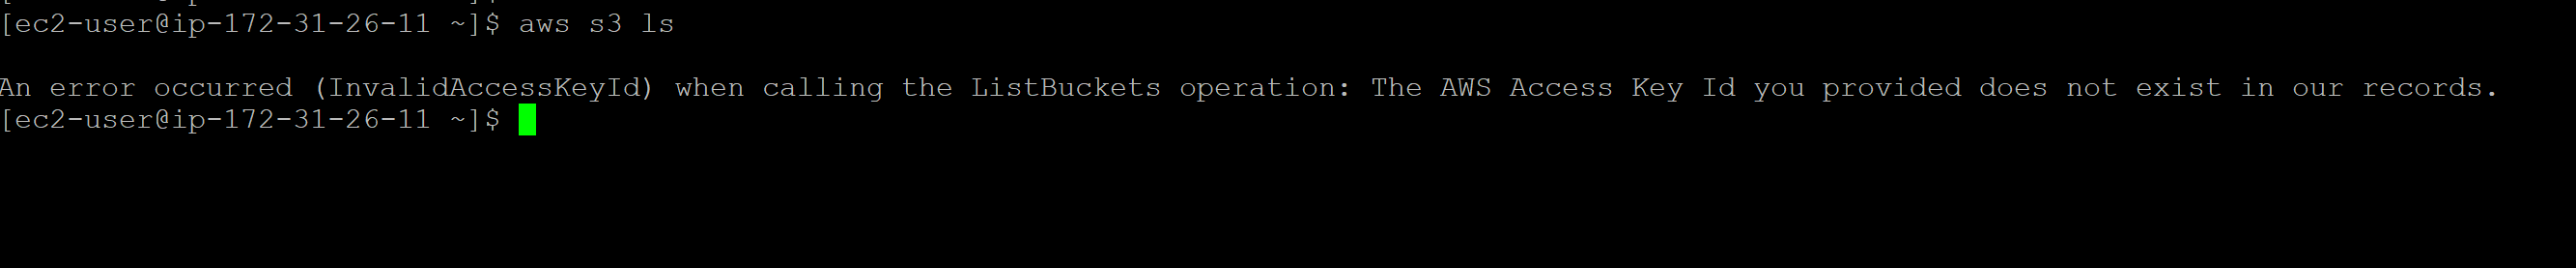 [ec2-user@ip-172-31-26-11 ~]$ aws s3 ls
An error occurred (InvalidAccessKeyId) when calling the ListBuckets operation: The AWS Access Key Id you provided does not exist in our records.
[ec2-user@ip-172-31-26-11 ~]$